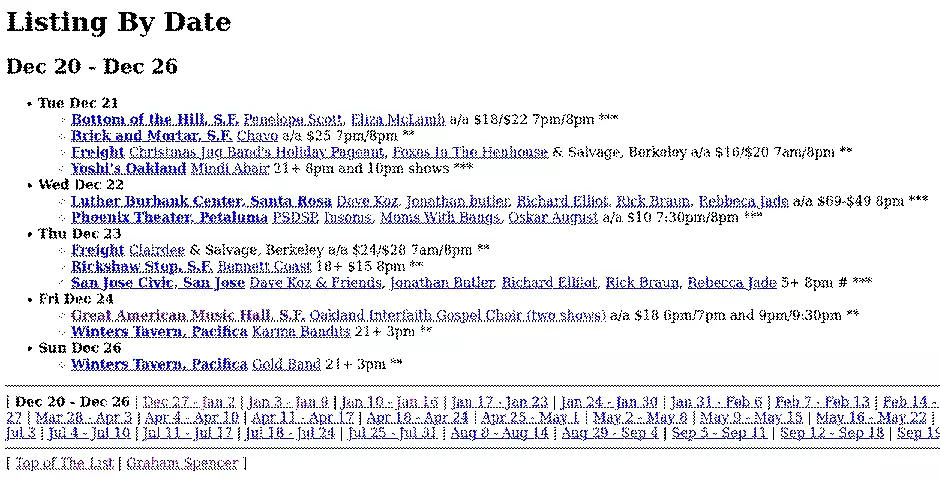 Listing By Date
Dec 20 - Dec 26
Tue Dec 21
Bottom of the Hill, S.F. Penelope Scott, Eliza McLamb a/a $18/$22 7pm/8pm ***
Brick and Mortar, S.F. Chavo a/a $25 7pm/8pm **
Freight Christmas Jug Band's Holiday Pageant, Foxes In The Henhouse & Salvage, Berkeley a/a $16/$20 7am/8pm **
Yoshi's Oakland Mindi Abair 21+ 8pm and 10pm shows ***
Wed Dec 22
Luther Burbank Center, Santa Rosa Dave Koz, Jonathan Butler, Richard Elliot, Rick Braun, Rebbeca Jade a/a $69-$49 8pm ***
Phoenix Theater, Petaluma PSDSP, Insomis, Moms With Bangs, Oskar August a/a $10 7:30pm/8pm ***
Thu Dec 23
Freight Clairdee & Salvage, Berkeley a/a $24/$28 7am/8pm **
Rickshaw Stop, S.F. Bennett Coast 18+ $15 8pm **
San Jose Civic, San Jose Dave Koz & Friends, Jonathan Butler, Richard Elliot, Rick Braun, Rebecca Jade 5+ 8pm # ***
Fri Dec 24
Great American Music Hall, S.F. Oakland Interfaith Gospel Choir (two shows) a/a $18 6pm/7pm and 9pm/9:30pm **
Winters Tavern, Pacifica Karma Bandits 21+ 3pm **
Sun Dec 26
Winters Tavern, Pacifica Gold Band 21+ 3pm **
| Dec 20 - Dec 26 | Dec 27 - Jan 2 | Jan 3 - Jan 9 | Jan 10 - Jan 16 | Jan 17 - Jan 23 | Jan 24 - Jan 30 | Jan 31 - Feb 6 | Feb 7 - Feb 13 | Feb 14 -
27 | Mar 28 - Apr 3 | Apr 4 - Apr 10 | Apr 11 - Apr 17 | Apr 18 - Apr 24 | Apr 25 - May 1 | May 2 - May 8 | May 9 - May 15 | May 16 - May 22 |
Jul 3 | Jul 4 - Jul 10 | Jul 11 - Jul 17 | Jul 18 - Jul 24 | Jul 25 - Jul 31 | Aug 8 - Aug 14 | Aug 29 - Sep 4 | Sep 5 - Sep 11 | Sep 12 - Sep 18 | Sep 19
[ Top of The List | Graham Spencer ]